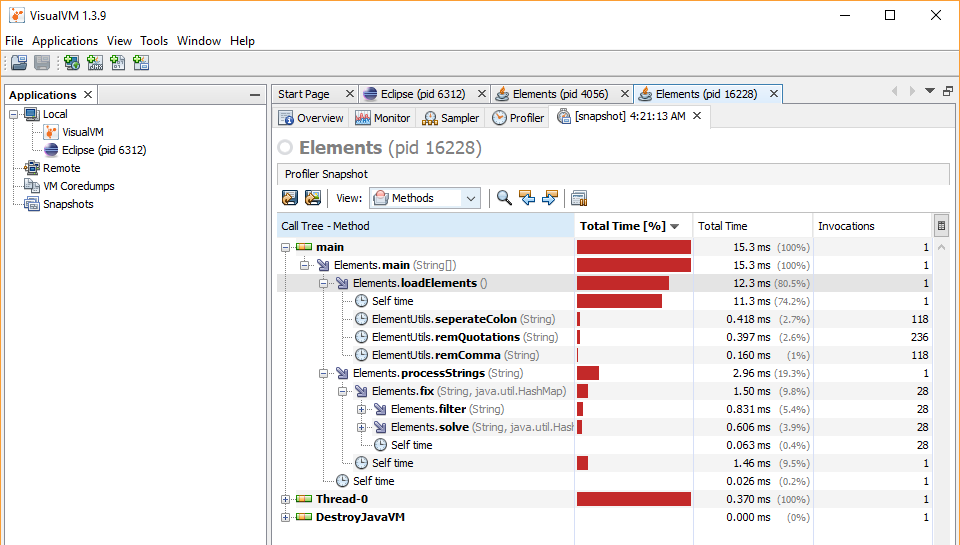 VisualVM 1.3.9
File Applications View Tools Window Help
Applications
Local
VisualVM
Eclipse (pid 6312)
Remote
VM Coredumps
Snapshots
Start Page Eclipse (pid 6312) Elements (pid 4056) Elements (pid 16228)
Overview Monitor Sampler Profiler [snapshot] 4:21:13 AM
Elements (pid 16228)
Profiler Snapshot
View: Methods
Call Tree - Method Total Time [%] Total Time Invocations
main 15.3 ms (100%) 1
Elements.main (String[]) 15.3 ms (100%) 1
Elements.loadElements () 12.3 ms (80.5%) 1
Self time 11.3 ms (74.2%) 1
ElementUtils.seperateColon (String) 0.418 ms (2.7%) 118
ElementUtils.remQuotations (String) 0.397 ms (2.6%) 236
ElementUtils.remComma (String) 0.160 ms (1%) 118
Elements.processStrings (String) 2.96 ms (19.3%) 1
Elements.fix (String, java.util.HashMap) 1.50 ms (9.8%) 28
Elements.filter (String) 0.831 ms (5.4%) 28
Elements.solve (String, java.util.Hash 0.606 ms (3.9%) 28
Self time 0.063 ms (0.4%) 28
Self time 1.46 ms (9.5%) 1
Self time 0.026 ms (0.2%) 1
Thread-0 0.370 ms (100%) 1
DestroyJavaVM 0.000 ms (0%) 1